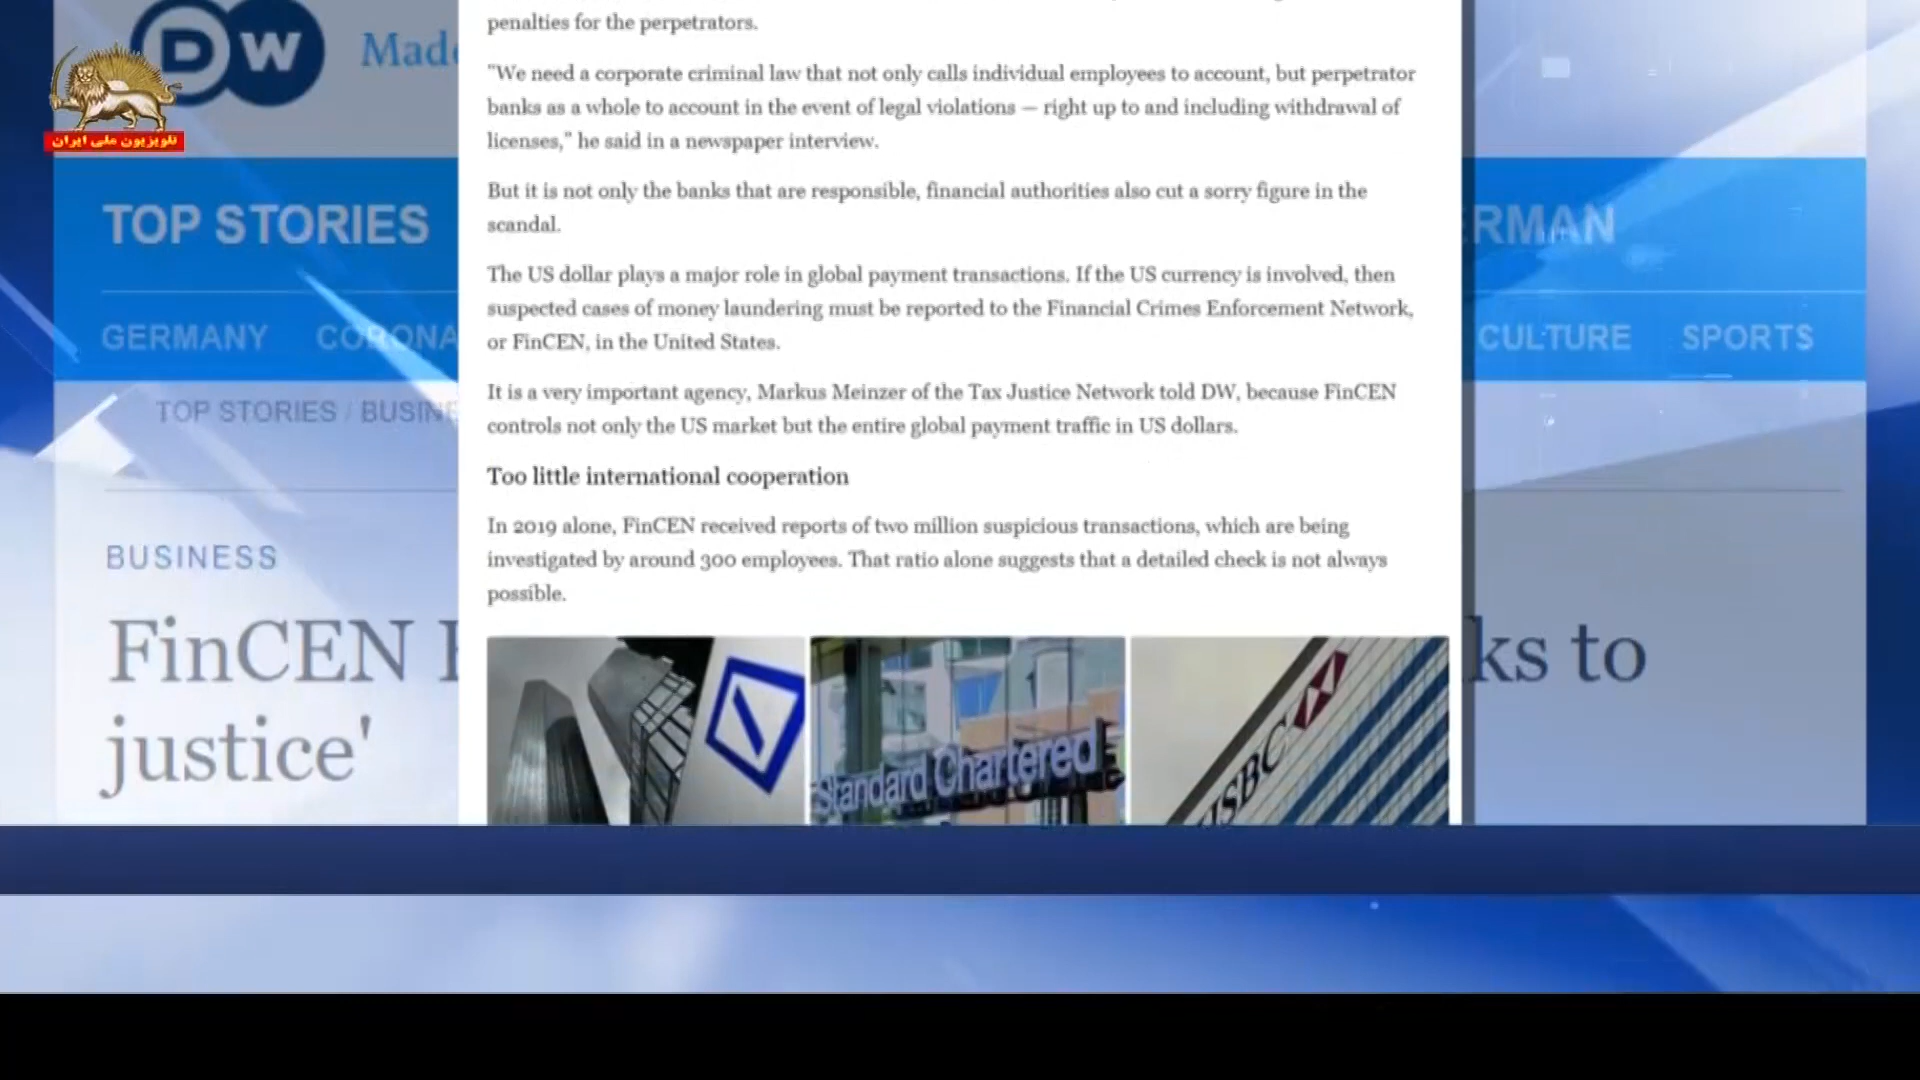 DW
Made
تلویزیون ملی ایران
TOP STORIES
GERMANY
TOP STORIES / BUSINE
BUSINESS
FinCEN
justice'
penalties for the perpetrators.
"We need a corporate criminal law that not only calls individual employees to account, but perpetrator
banks as a whole to account in the event of legal violations — right up to and including withdrawal of
licenses," he said in a newspaper interview.
But it is not only the banks that are responsible, financial authorities also cut a sorry figure in the
scandal.
The US dollar plays a major role in global payment transactions. If the US currency is involved, then
suspected cases of money laundering must be reported to the Financial Crimes Enforcement Network,
or FinCEN, in the United States.
It is a very important agency, Markus Meinzer of the Tax Justice Network told DW, because FinCEN
controls not only the US market but the entire global payment traffic in US dollars.
Too little international cooperation
In 2019 alone, FinCEN received reports of two million suspicious transactions, which are being
investigated by around 300 employees. That ratio alone suggests that a detailed check is not always
possible.
Standard Chartered
HSBC
ERMAN
CULTURE SPORTS
ks to